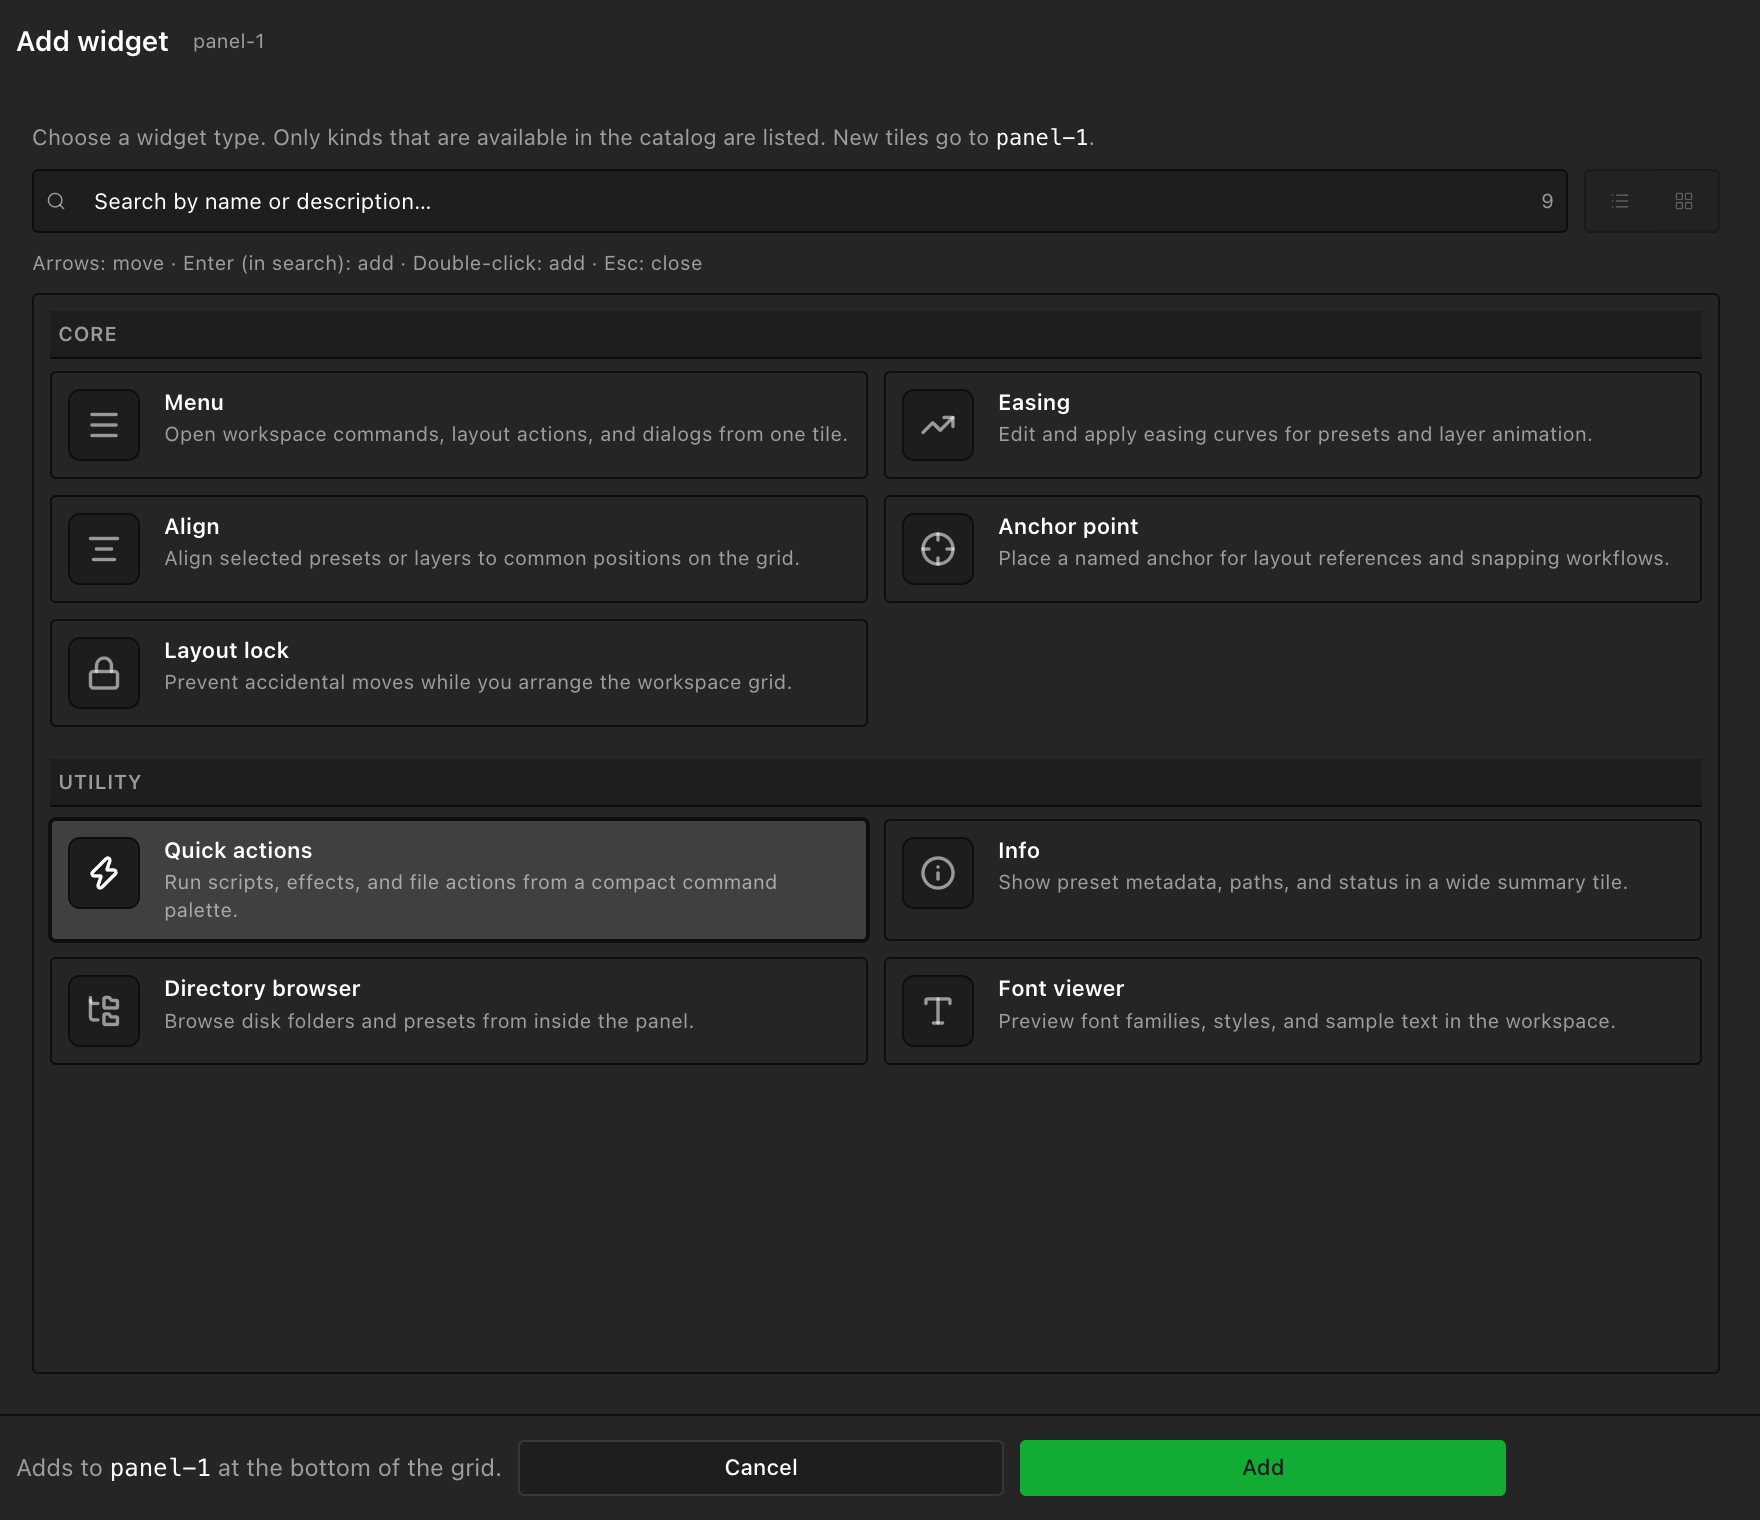 Add widget panel-1
Choose a widget type. Only kinds that are available in the catalog are listed. New tiles go to panel-1.
Search by name or description... 9
Arrows: move · Enter (in search): add · Double-click: add · Esc: close
CORE
Menu
Open workspace commands, layout actions, and dialogs from one tile.
Easing
Edit and apply easing curves for presets and layer animation.
Align
Align selected presets or layers to common positions on the grid.
Anchor point
Place a named anchor for layout references and snapping workflows.
Layout lock
Prevent accidental moves while you arrange the workspace grid.
UTILITY
Quick actions
Run scripts, effects, and file actions from a compact command
palette.
Info
Show preset metadata, paths, and status in a wide summary tile.
Directory browser
Browse disk folders and presets from inside the panel.
Font viewer
Preview font families, styles, and sample text in the workspace.
Adds to panel-1 at the bottom of the grid.
Cancel
Add